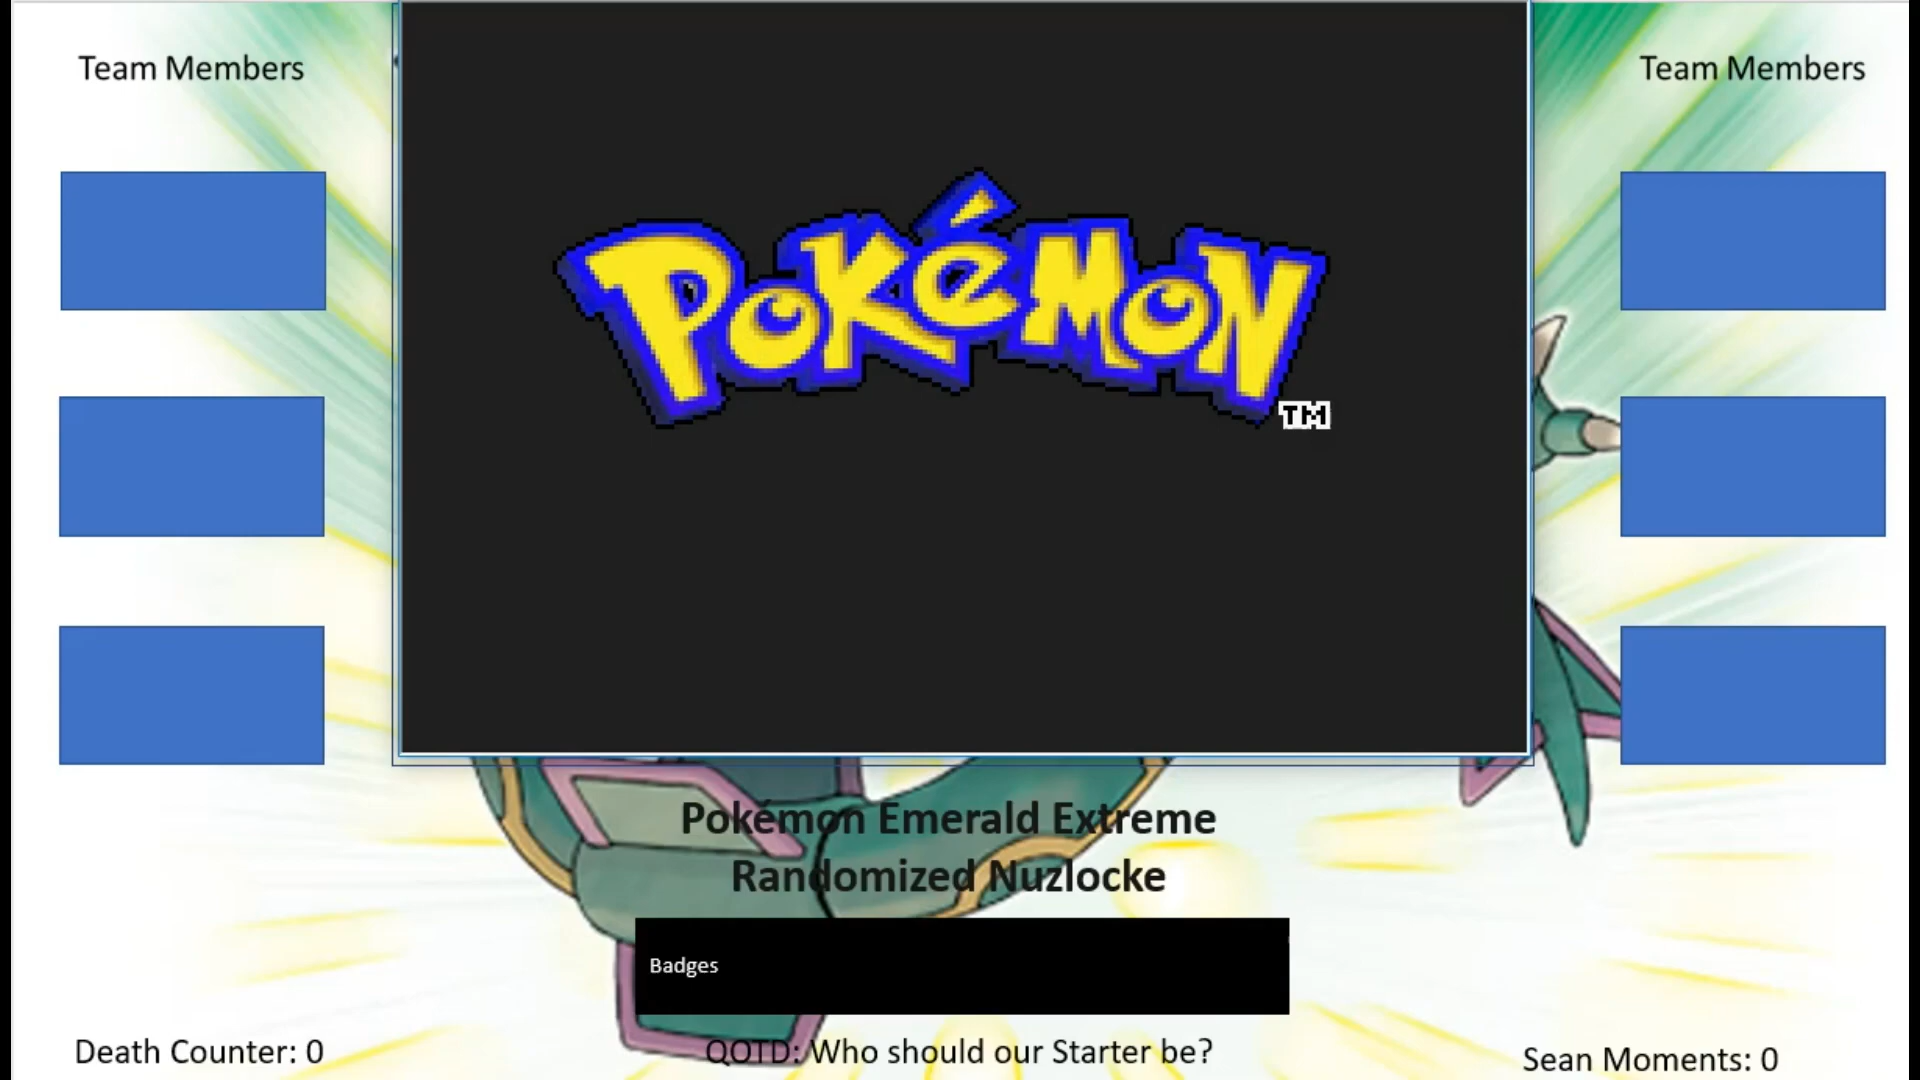 Team Members
Team Members
POKéMON
TM
Pokémon Emerald Extreme
Randomized Nuzlocke
Badges
Death Counter: 0
QOTD: Who should our Starter be?
Sean Moments: 0